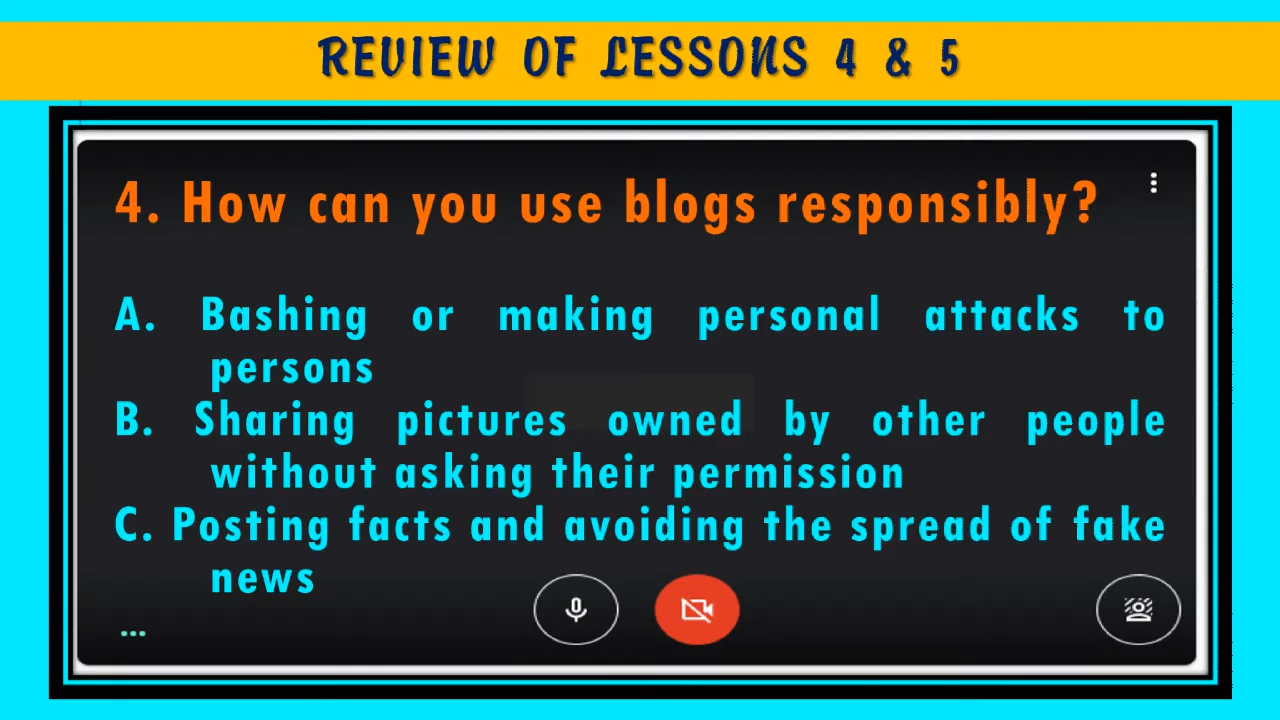 REVIEW OF LESSONS 4 & 5
4. How can you use blogs responsibly?
A. Bashing or making personal attacks to
persons
B. Sharing pictures owned by other people
without asking their permission
C. Posting facts and avoiding the spread of fake
news